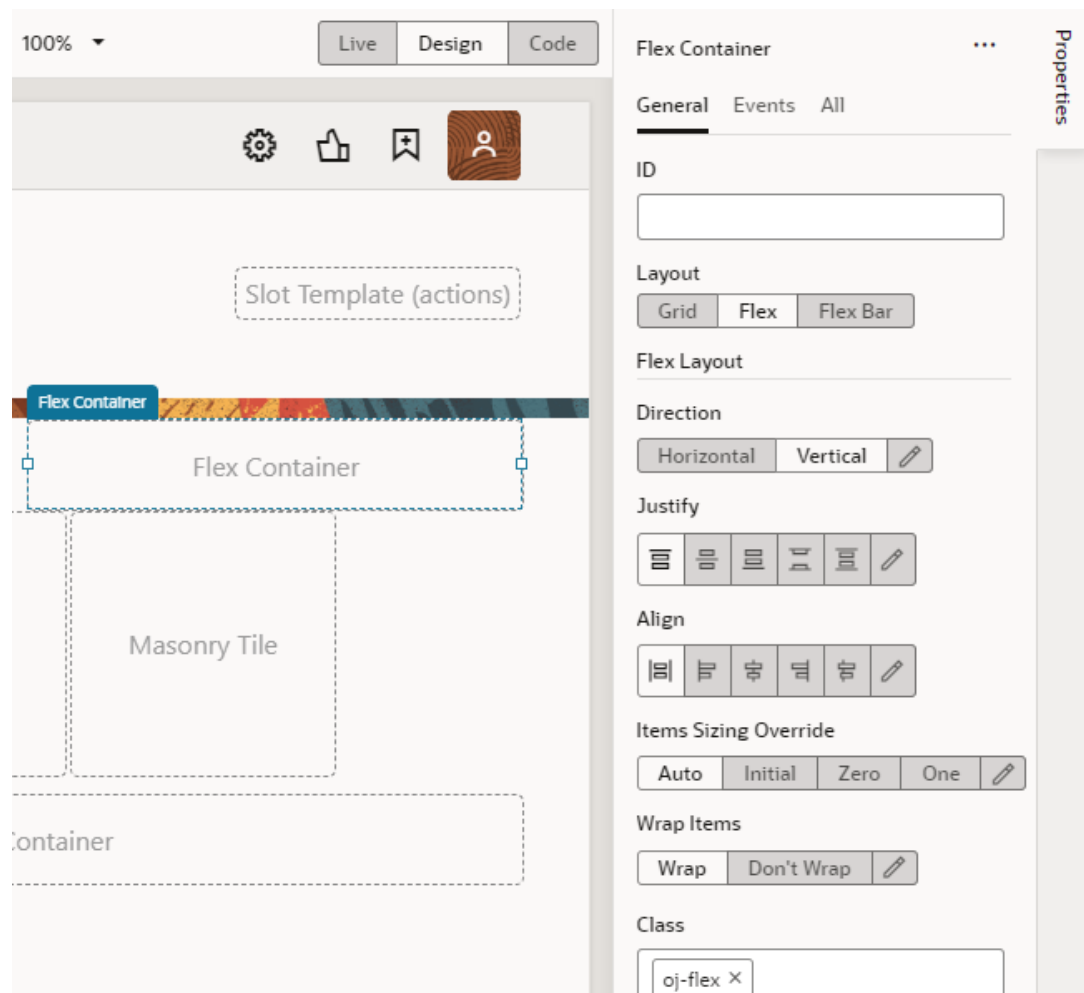 100%
Live Design Code
Slot Template (actions)
Flex Container
Flex Container
Masonry Tile
Container
Flex Container
...
General Events All
ID
Layout
Grid Flex Flex Bar
Flex Layout
Direction
Horizontal Vertical
Justify
Align
Items Sizing Override
Auto Initial Zero One
Wrap Items
Wrap Don't Wrap
Class
oj-flex ×
Properties